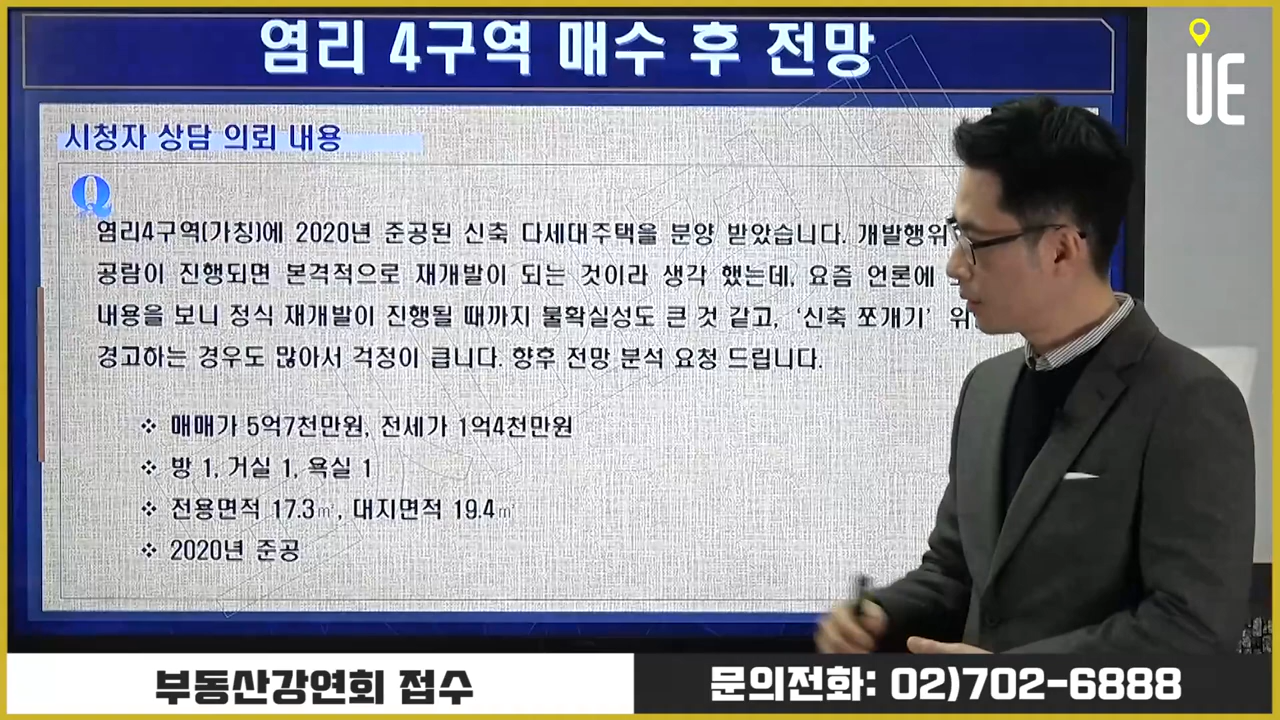 염리 4구역 매수 후 전망
UE
시청자 상담 의뢰 내용
Q
염리4구역(가칭)에 2020년 준공된 신축 다세대주택을 분양 받았습니다. 개발행위
공람이 진행되면 본격적으로 재개발이 되는 것이라 생각 했는데, 요즘 언론에
내용을 보니 정식 재개발이 진행될 때까지 불확실성도 큰 것 같고, ‘신축 쪼개기’
경고하는 경우도 많아서 걱정이 큽니다. 향후 전망 분석 요청 드립니다.
❖ 매매가 5억7천만원, 전세가 1억4천만원
❖ 방 1, 거실 1, 욕실 1
❖ 전용면적 17.3㎡, 대지면적 19.4㎡
❖ 2020년 준공
부동산강연회 접수
문의전화: 02)702-6888